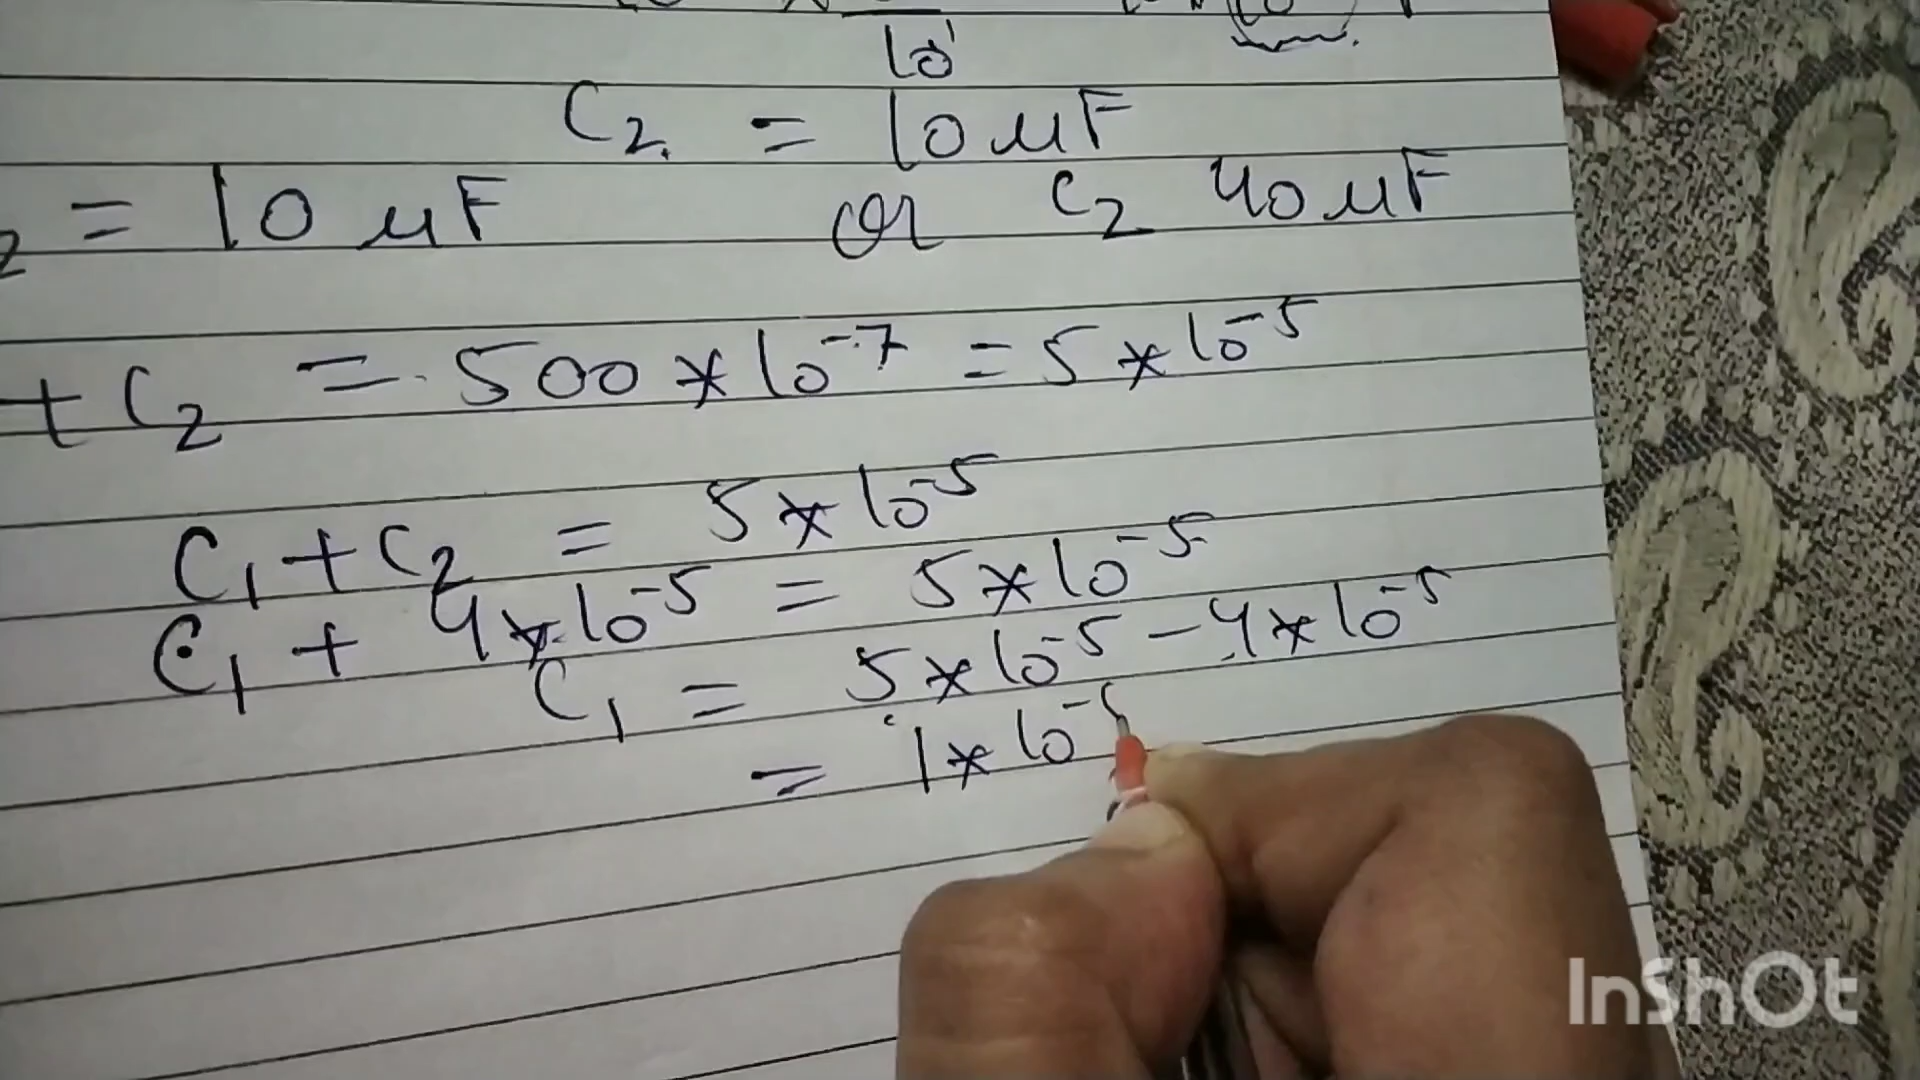 10
C₂ = 10 μF
₂ = 10 μF or C₂ 40 μF
+ C₂ = 500 * 10⁻⁷ = 5 * 10⁻⁵
C₁ + C₂ = 5 * 10⁻⁵
C₁ + 4 * 10⁻⁵ = 5 * 10⁻⁵
C₁ = 5 * 10⁻⁵ - 4 * 10⁻⁵
= 1 * 10⁻
InShOt